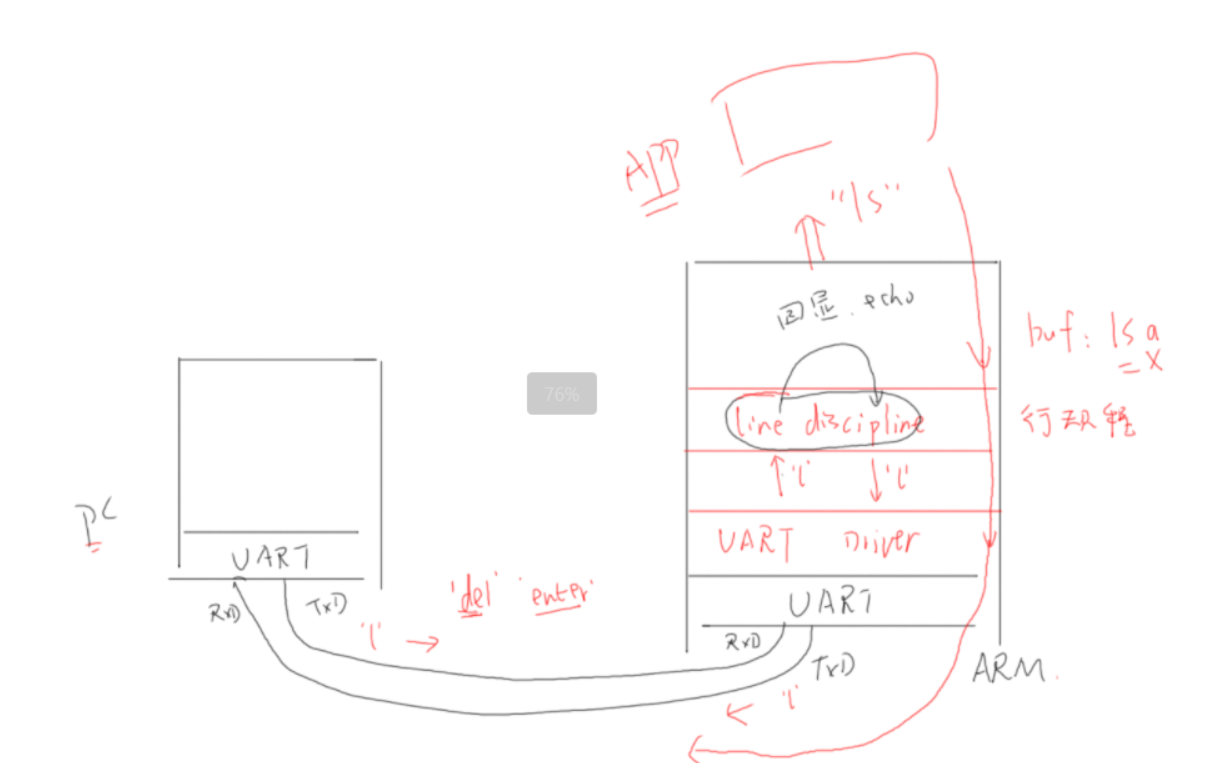 APP
"ls"
回显. echo
buf: ls a
= x
line discipline
行规程
'l' 'l'
UART Driver
PC
UART
UART
RxD TxD
'l' → 'del' 'enter'
RxD TxD
ARM.
← 'l'
76%